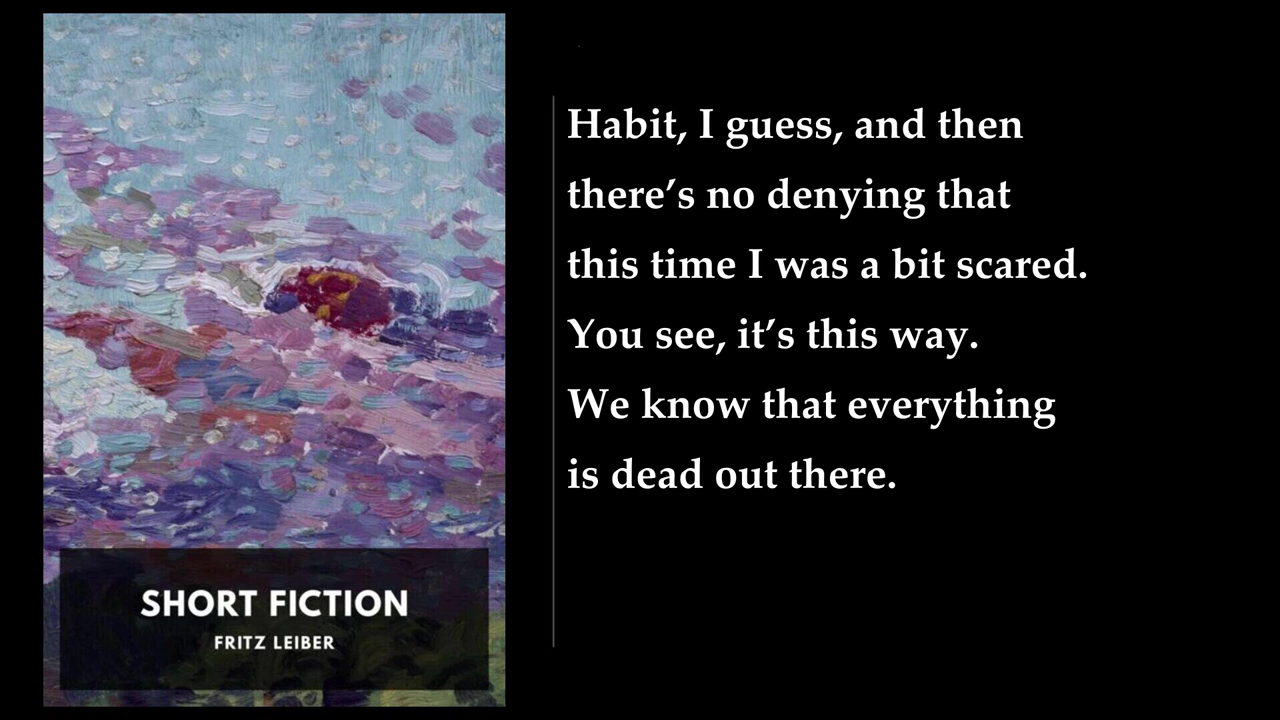 SHORT FICTION
FRITZ LEIBER
Habit, I guess, and then
there’s no denying that
this time I was a bit scared.
You see, it’s this way.
We know that everything
is dead out there.